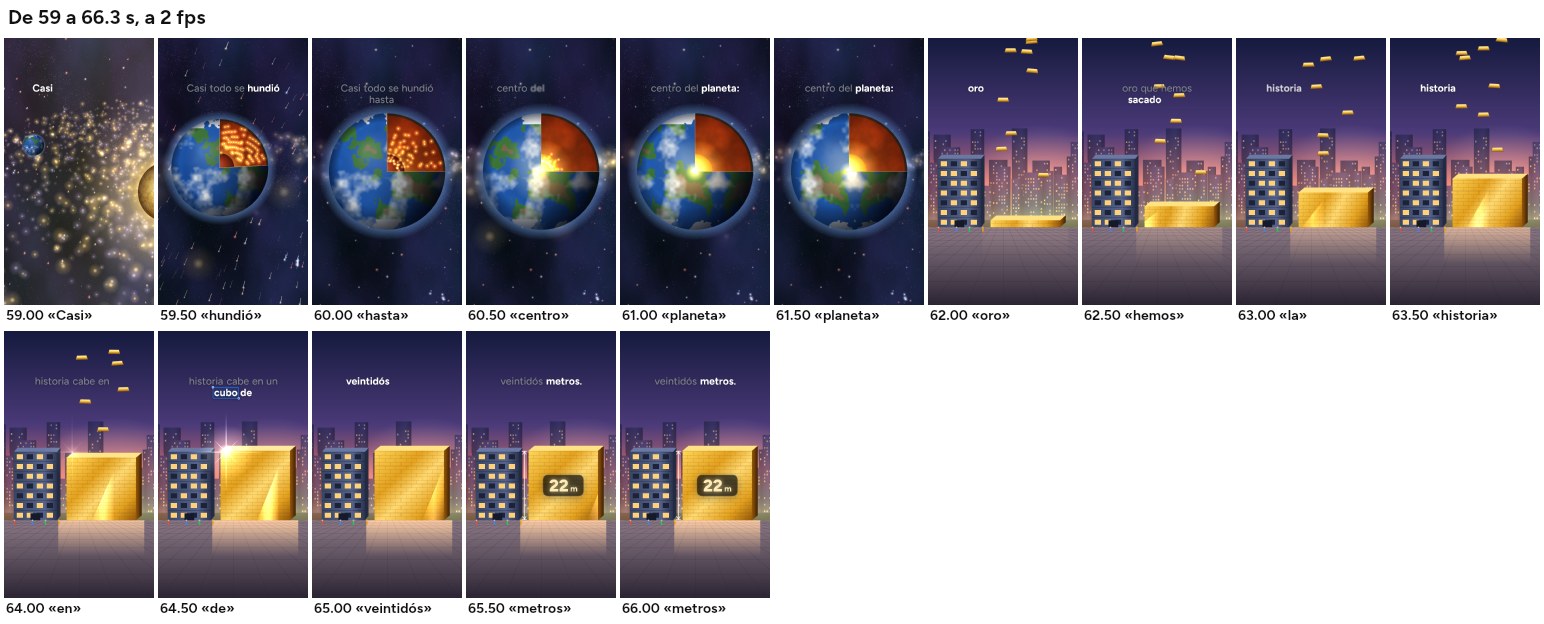 De 59 a 66.3 s, a 2 fps
Casi
Casi todo se hundió
Casi todo se hundió
hasta
centro del
centro del planeta:
centro del planeta:
oro
oro que hemos
sacado
historia
historia
59.00 «Casi»
59.50 «hundió»
60.00 «hasta»
60.50 «centro»
61.00 «planeta»
61.50 «planeta»
62.00 «oro»
62.50 «hemos»
63.00 «la»
63.50 «historia»
historia cabe en
historia cabe en un
cubo de
veintidós
veintidós metros.
veintidós metros.
22 m
22 m
64.00 «en»
64.50 «de»
65.00 «veintidós»
65.50 «metros»
66.00 «metros»